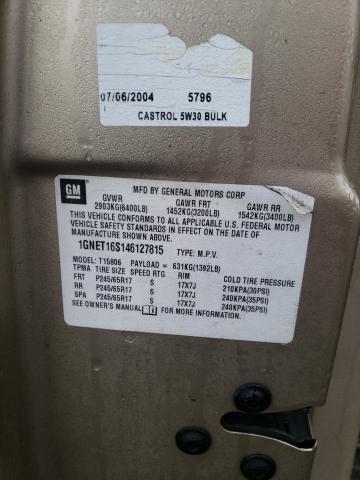 07/06/2004 5796
CASTROL 5W30 BULK
GM
MFD BY GENERAL MOTORS CORP
GVWR GAWR FRT GAWR RR
2903KG(6400LB) 1452KG(3200LB) 1542KG(3400LB)
THIS VEHICLE CONFORMS TO ALL APPLICABLE U.S. FEDERAL MOTOR
VEHICLE SAFETY STANDARDS IN EFFECT ON THE DATE OF
MANUFACTURE SHOWN ABOVE.
1GNET16S146127815 TYPE: M.P.V.
MODEL: T15806 PAYLOAD = 631KG(1392LB)
TPMA TIRE SIZE SPEED RTG RIM COLD TIRE PRESSURE
FRT P245/65R17 S 17X7J 210KPA(30PSI)
RR P245/65R17 S 17X7J 240KPA(35PSI)
SPA P245/65R17 S 17X7J 240KPA(35PSI)
SEE OWNER'S MANUAL FOR MORE INFORMATION